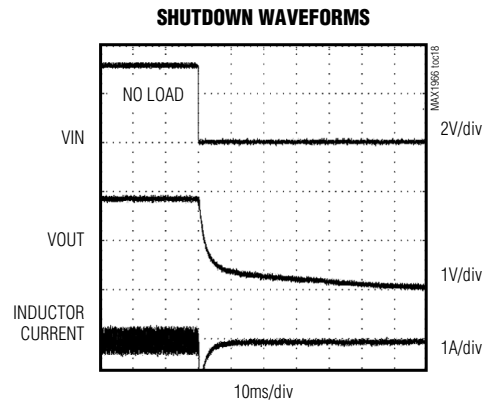 SHUTDOWN WAVEFORMS
MAX1966 toc18
NO LOAD
VIN
2V/div
VOUT
1V/div
INDUCTOR
CURRENT
1A/div
10ms/div